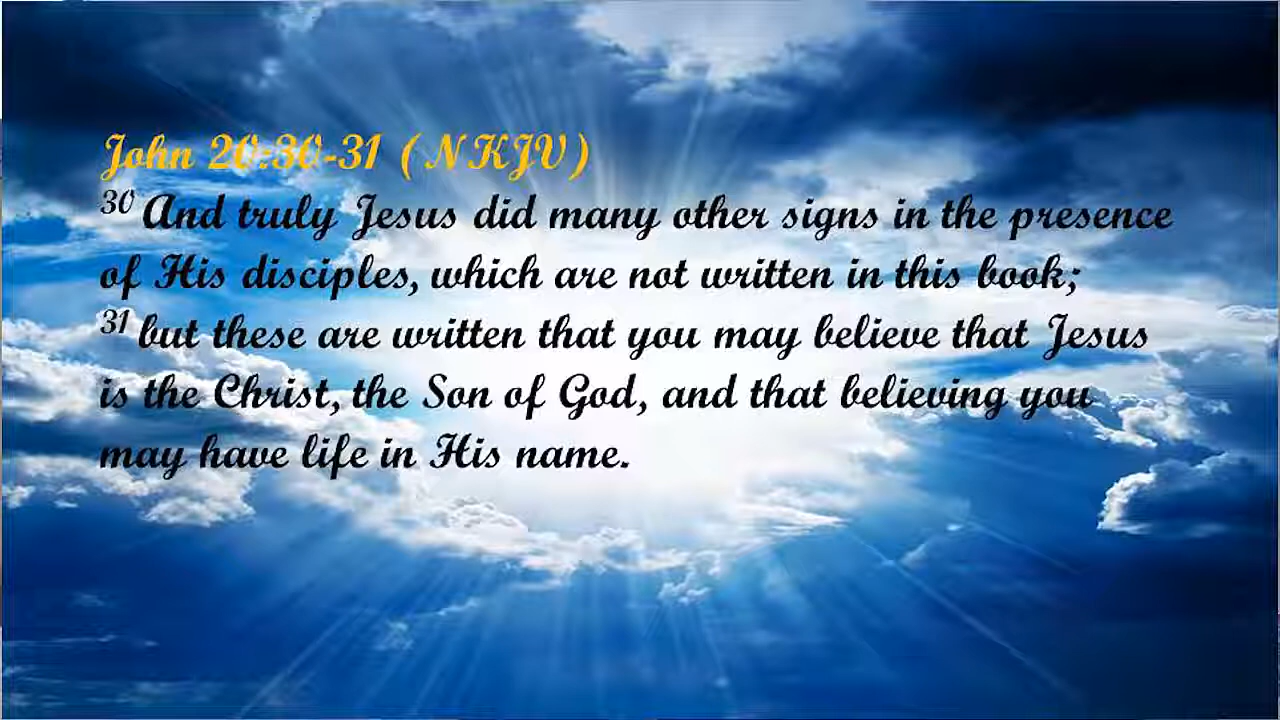 John 20:30-31 (NKJV)
30 And truly Jesus did many other signs in the presence
of His disciples, which are not written in this book;
31 but these are written that you may believe that Jesus
is the Christ, the Son of God, and that believing you
may have life in His name.